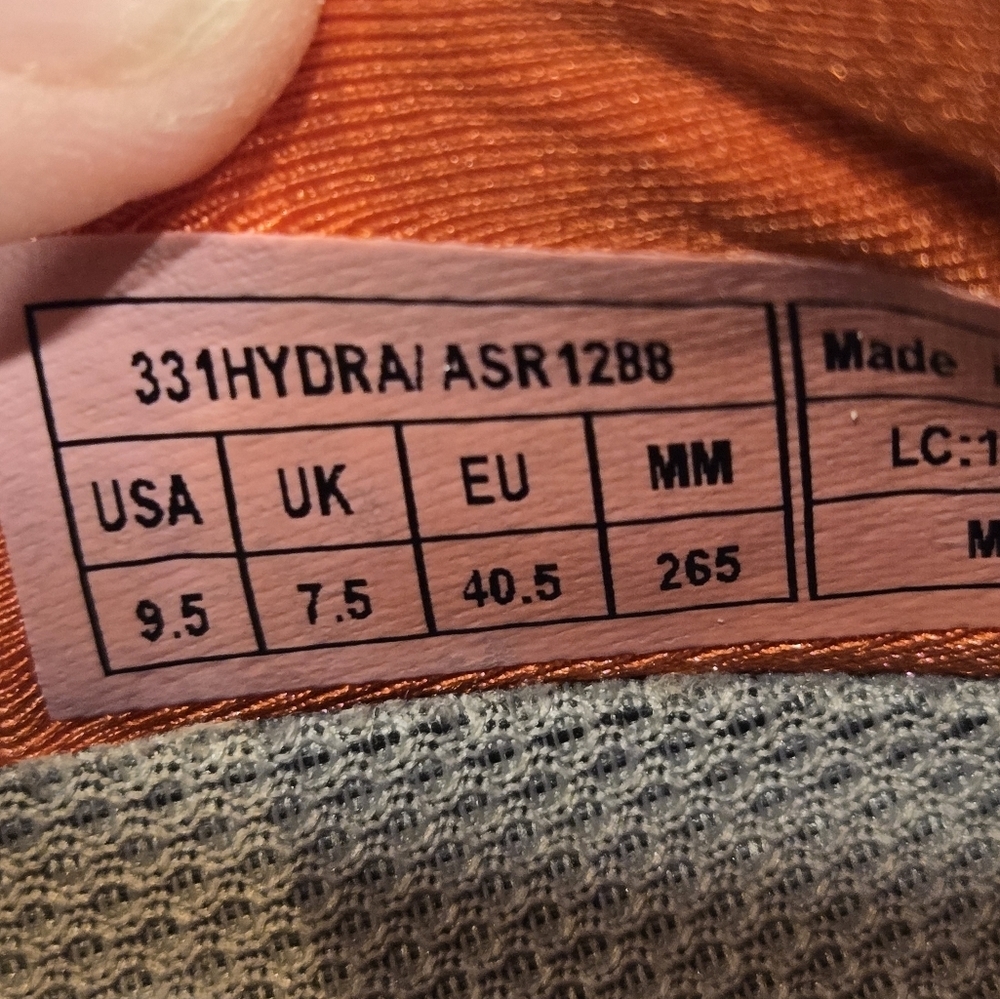 331HYDRA/ ASR1288
USA UK EU MM
9.5 7.5 40.5 265
Made
LC:1
M